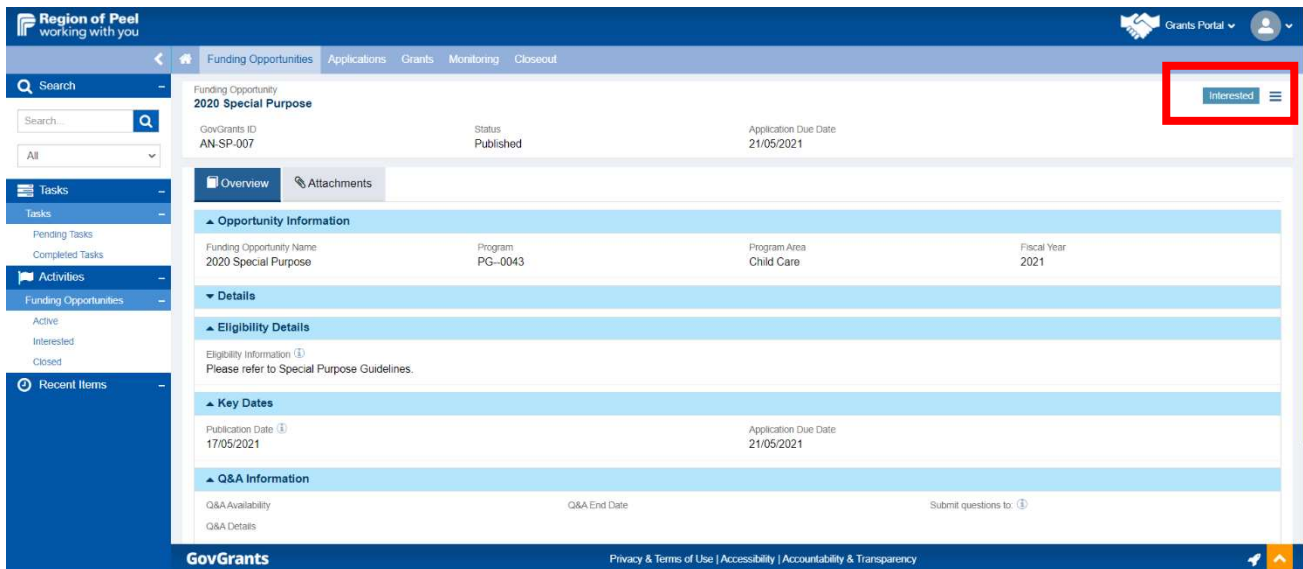 Region of Peel
working with you
Grants Portal
Funding Opportunities Applications Grants Monitoring Closeout
Search
Search...
All
Tasks
Tasks
Pending Tasks
Completed Tasks
Activities
Funding Opportunities
Active
Interested
Closed
Recent Items
Funding Opportunity
2020 Special Purpose
Interested
GovGrants ID Status Application Due Date
AN-SP-007 Published 21/05/2021
Overview Attachments
Opportunity Information
Funding Opportunity Name Program Program Area Fiscal Year
2020 Special Purpose PG--0043 Child Care 2021
Details
Eligibility Details
Eligibility Information
Please refer to Special Purpose Guidelines.
Key Dates
Publication Date Application Due Date
17/05/2021 21/05/2021
Q&A Information
Q&A Availability Q&A End Date Submit questions to:
Q&A Details
GovGrants Privacy & Terms of Use | Accessibility | Accountability & Transparency